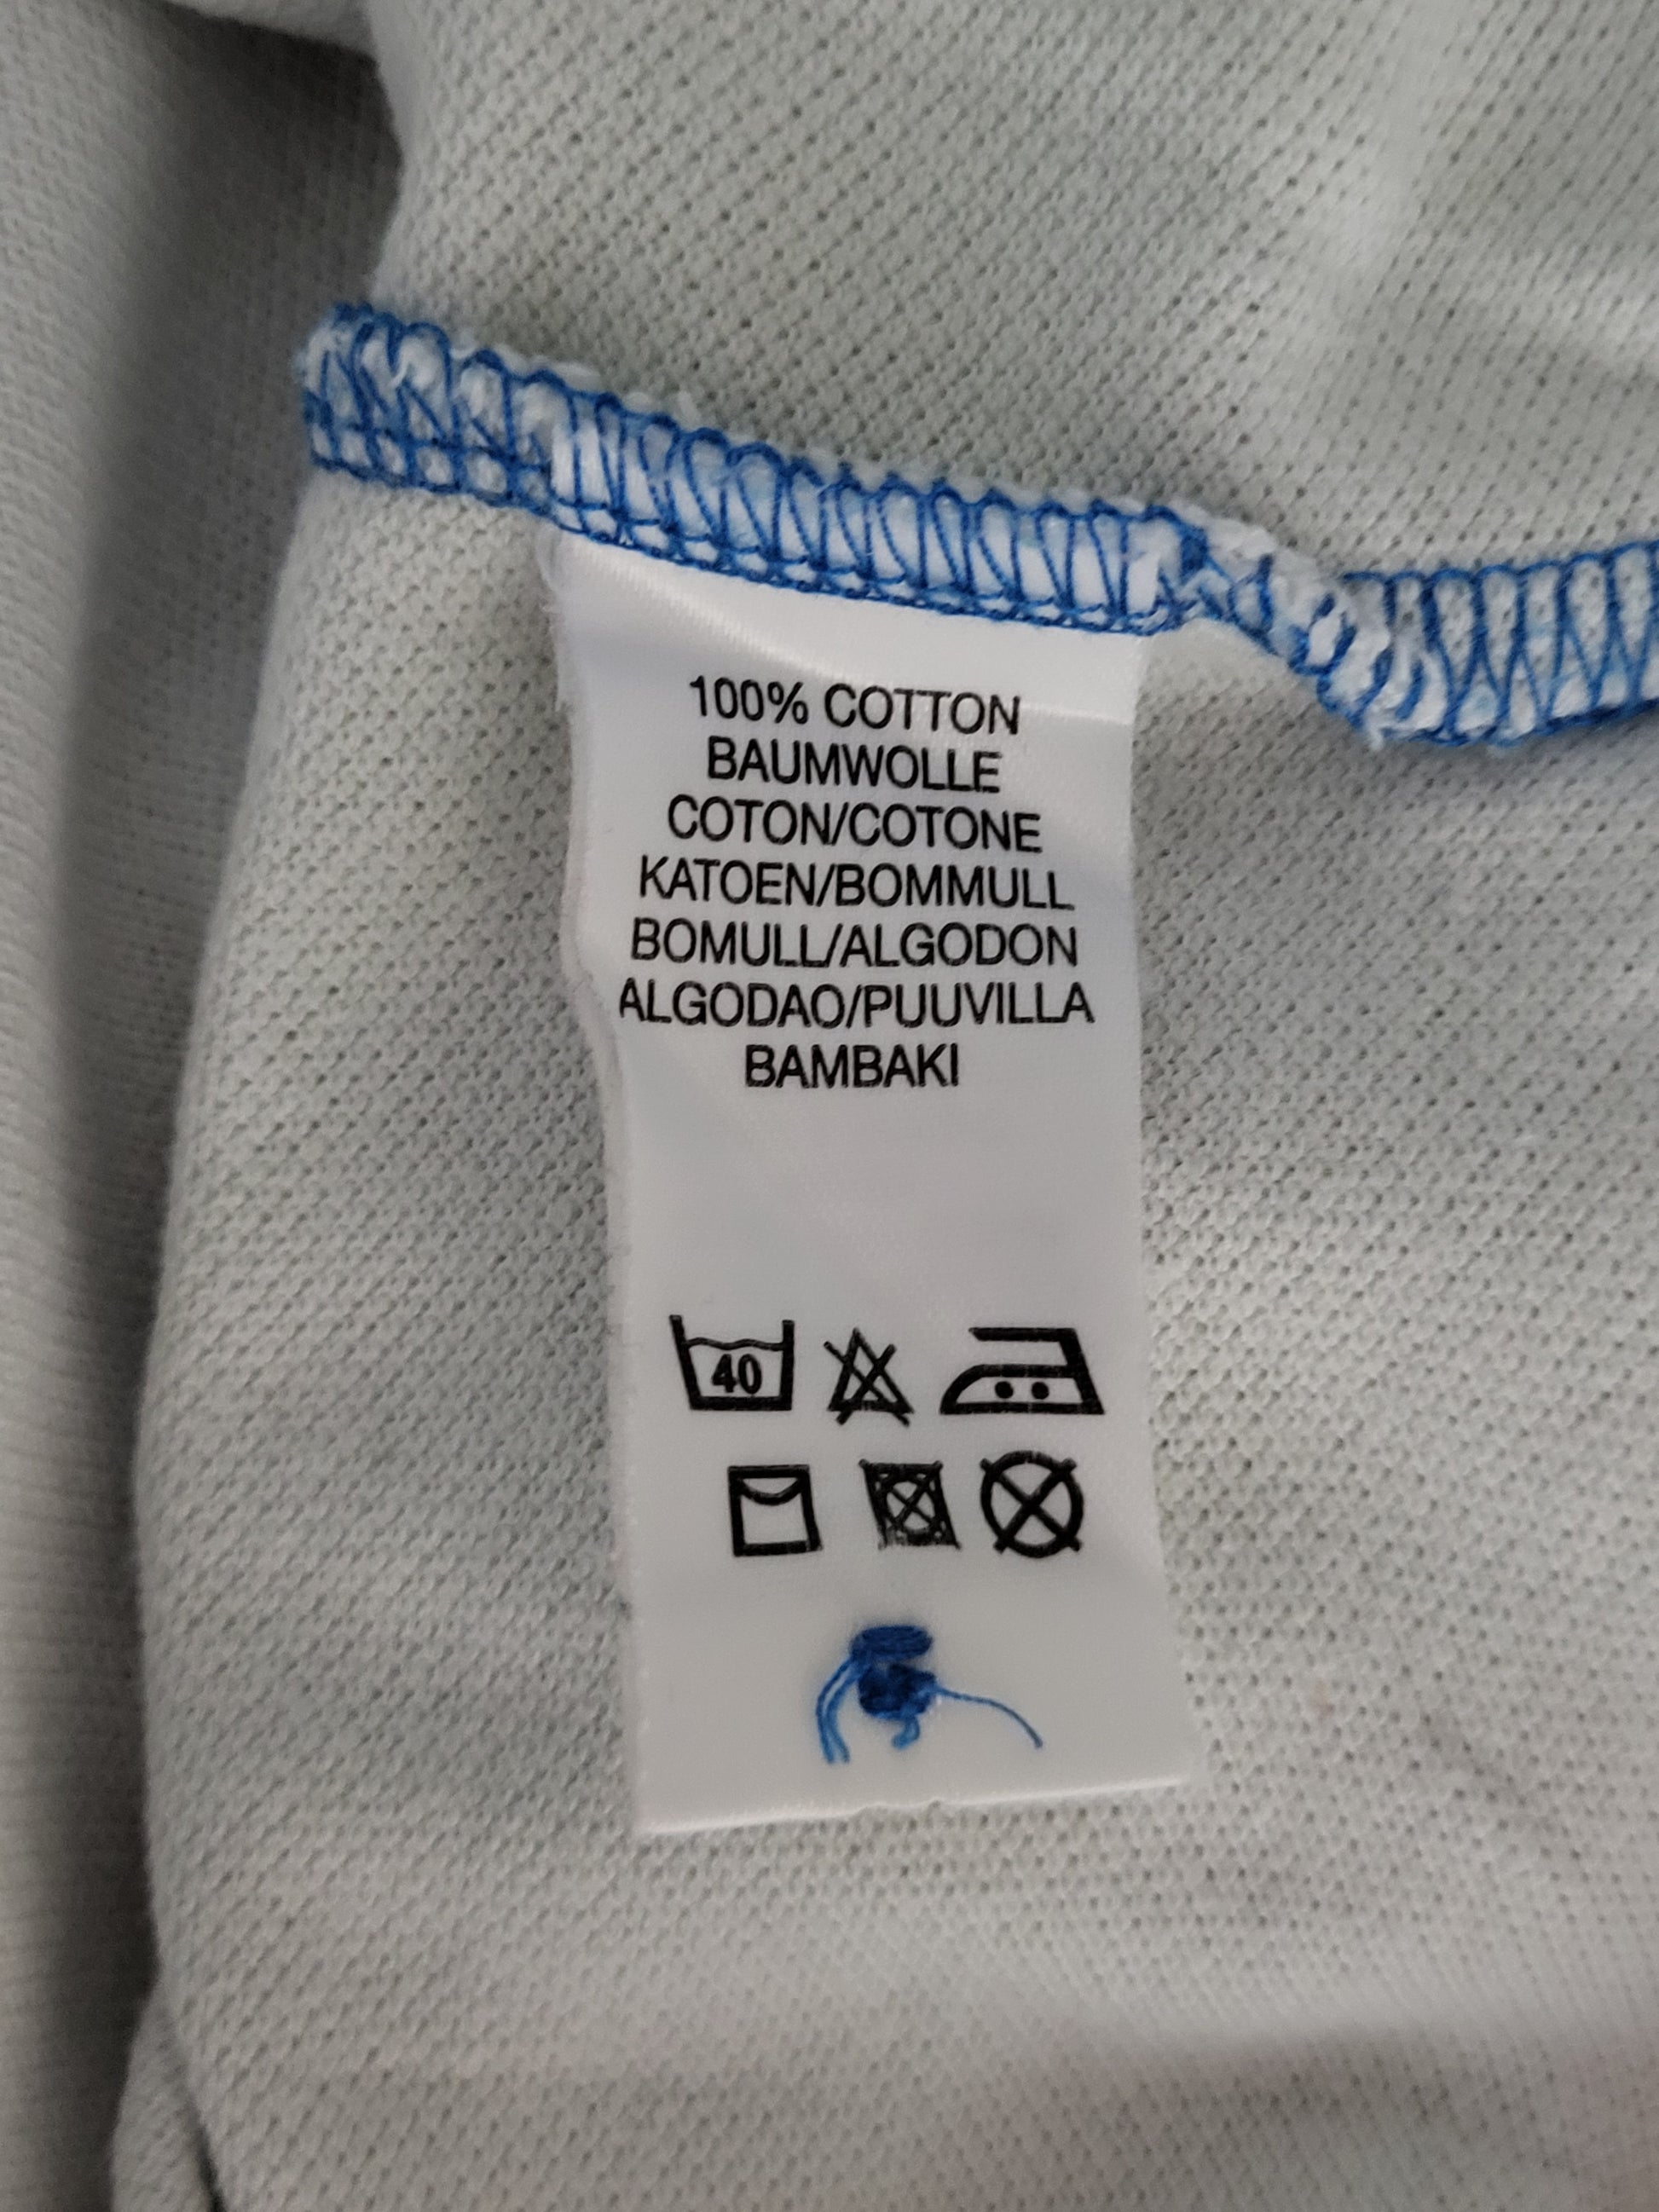 100% COTTON
BAUMWOLLE
COTON/COTONE
KATOEN/BOMMULL
BOMULL/ALGODON
ALGODAO/PUUVILLA
BAMBAKI
40